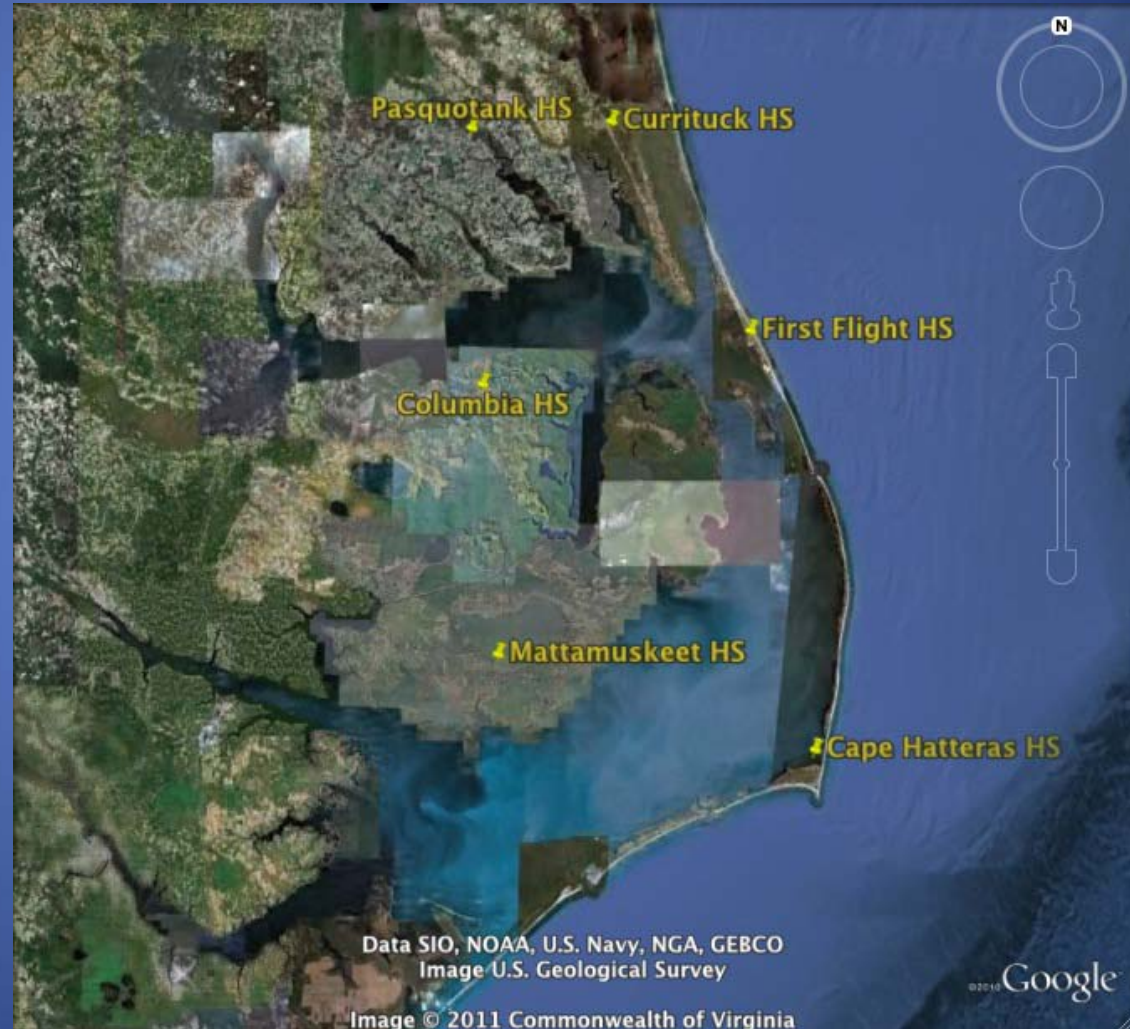 N
Pasquotank HS
Currituck HS
First Flight HS
Columbia HS
Mattamuskeet HS
Cape Hatteras HS
Data SIO, NOAA, U.S. Navy, NGA, GEBCO
Image U.S. Geological Survey
©2010 Google
Image © 2011 Commonwealth of Virginia